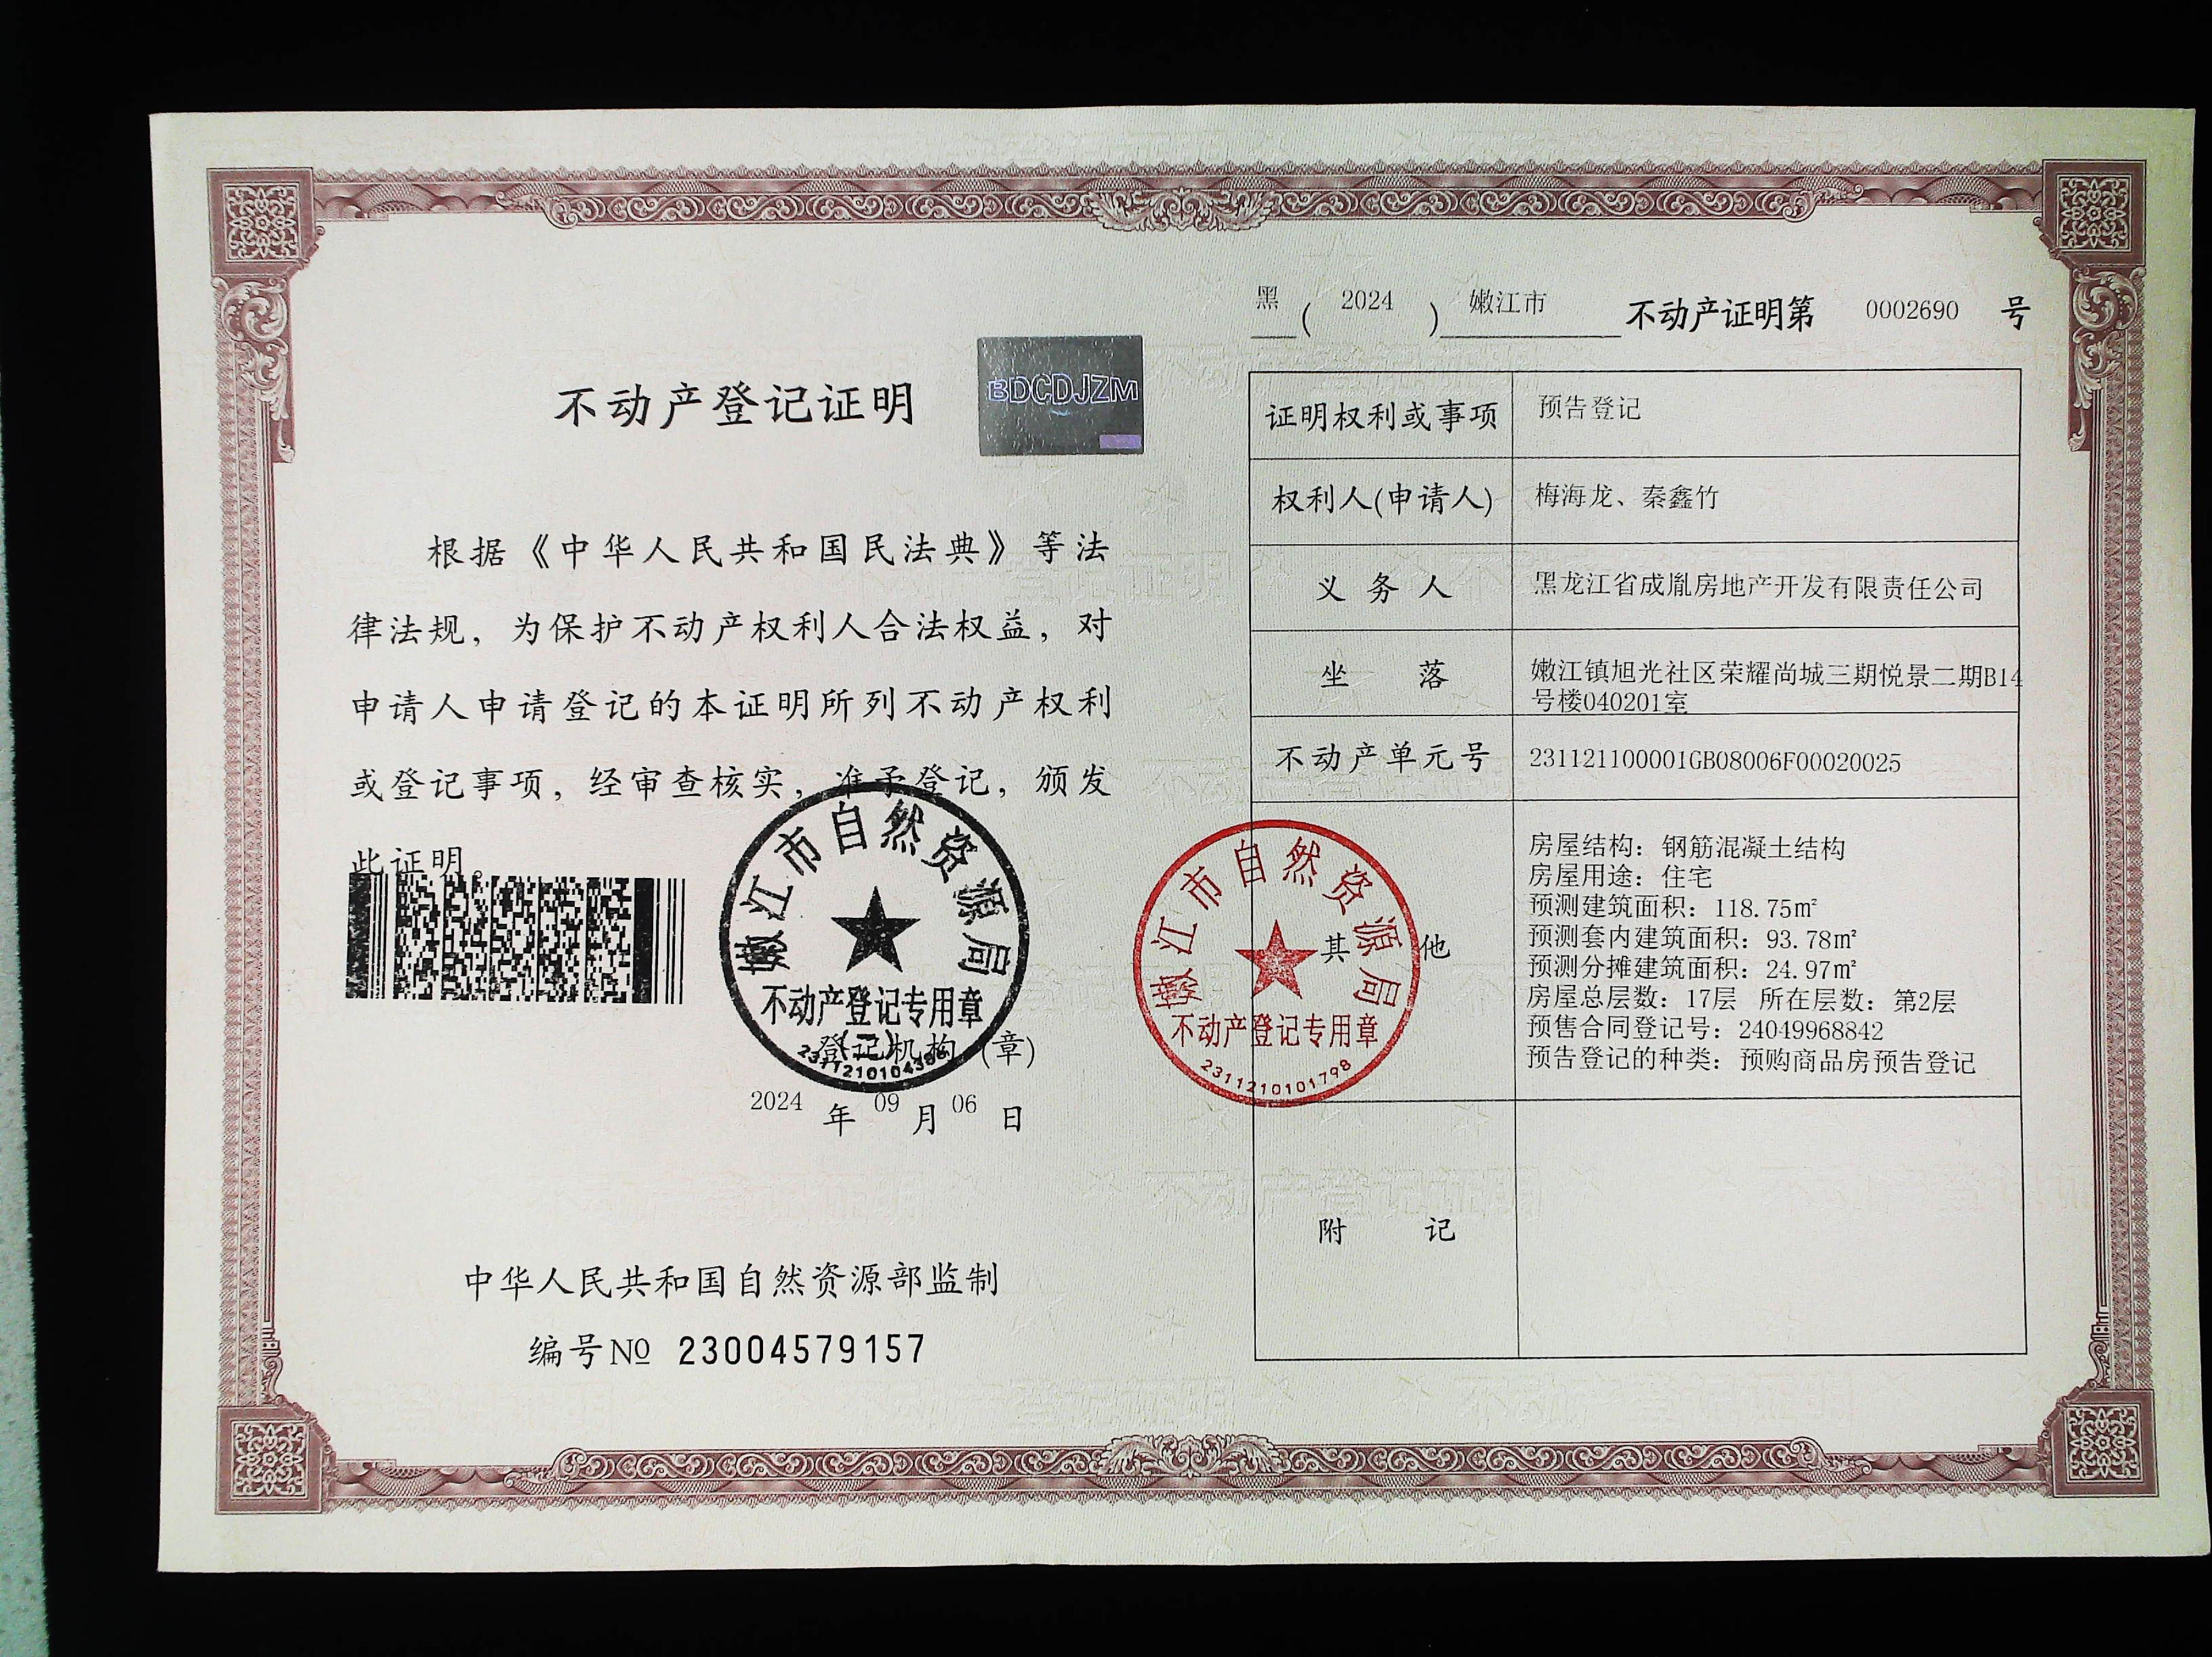 不动产登记证明
BDCDJZM
根据《中华人民共和国民法典》等法
律法规，为保护不动产权利人合法权益，对
申请人申请登记的本证明所列不动产权利
或登记事项，经审查核实，准予登记，颁发
此证明。
嫩江市自然资源局
不动产登记专用章
(二)
登记机构(章)
2024年09月06日
中华人民共和国自然资源部监制
编号№ 23004579157
黑(2024)嫩江市不动产证明第0002690号
证明权利或事项 预告登记
权利人(申请人) 梅海龙、秦鑫竹
义务人 黑龙江省成胤房地产开发有限责任公司
坐落 嫩江镇旭光社区荣耀尚城三期悦景二期B14
号楼040201室
不动产单元号 231121100001GB08006F00020025
其他
房屋结构：钢筋混凝土结构
房屋用途：住宅
预测建筑面积：118.75㎡
预测套内建筑面积：93.78㎡
预测分摊建筑面积：24.97㎡
房屋总层数：17层 所在层数：第2层
预售合同登记号：24049968842
预告登记的种类：预购商品房预告登记
嫩江市自然资源局
不动产登记专用章
2311210101798
附记